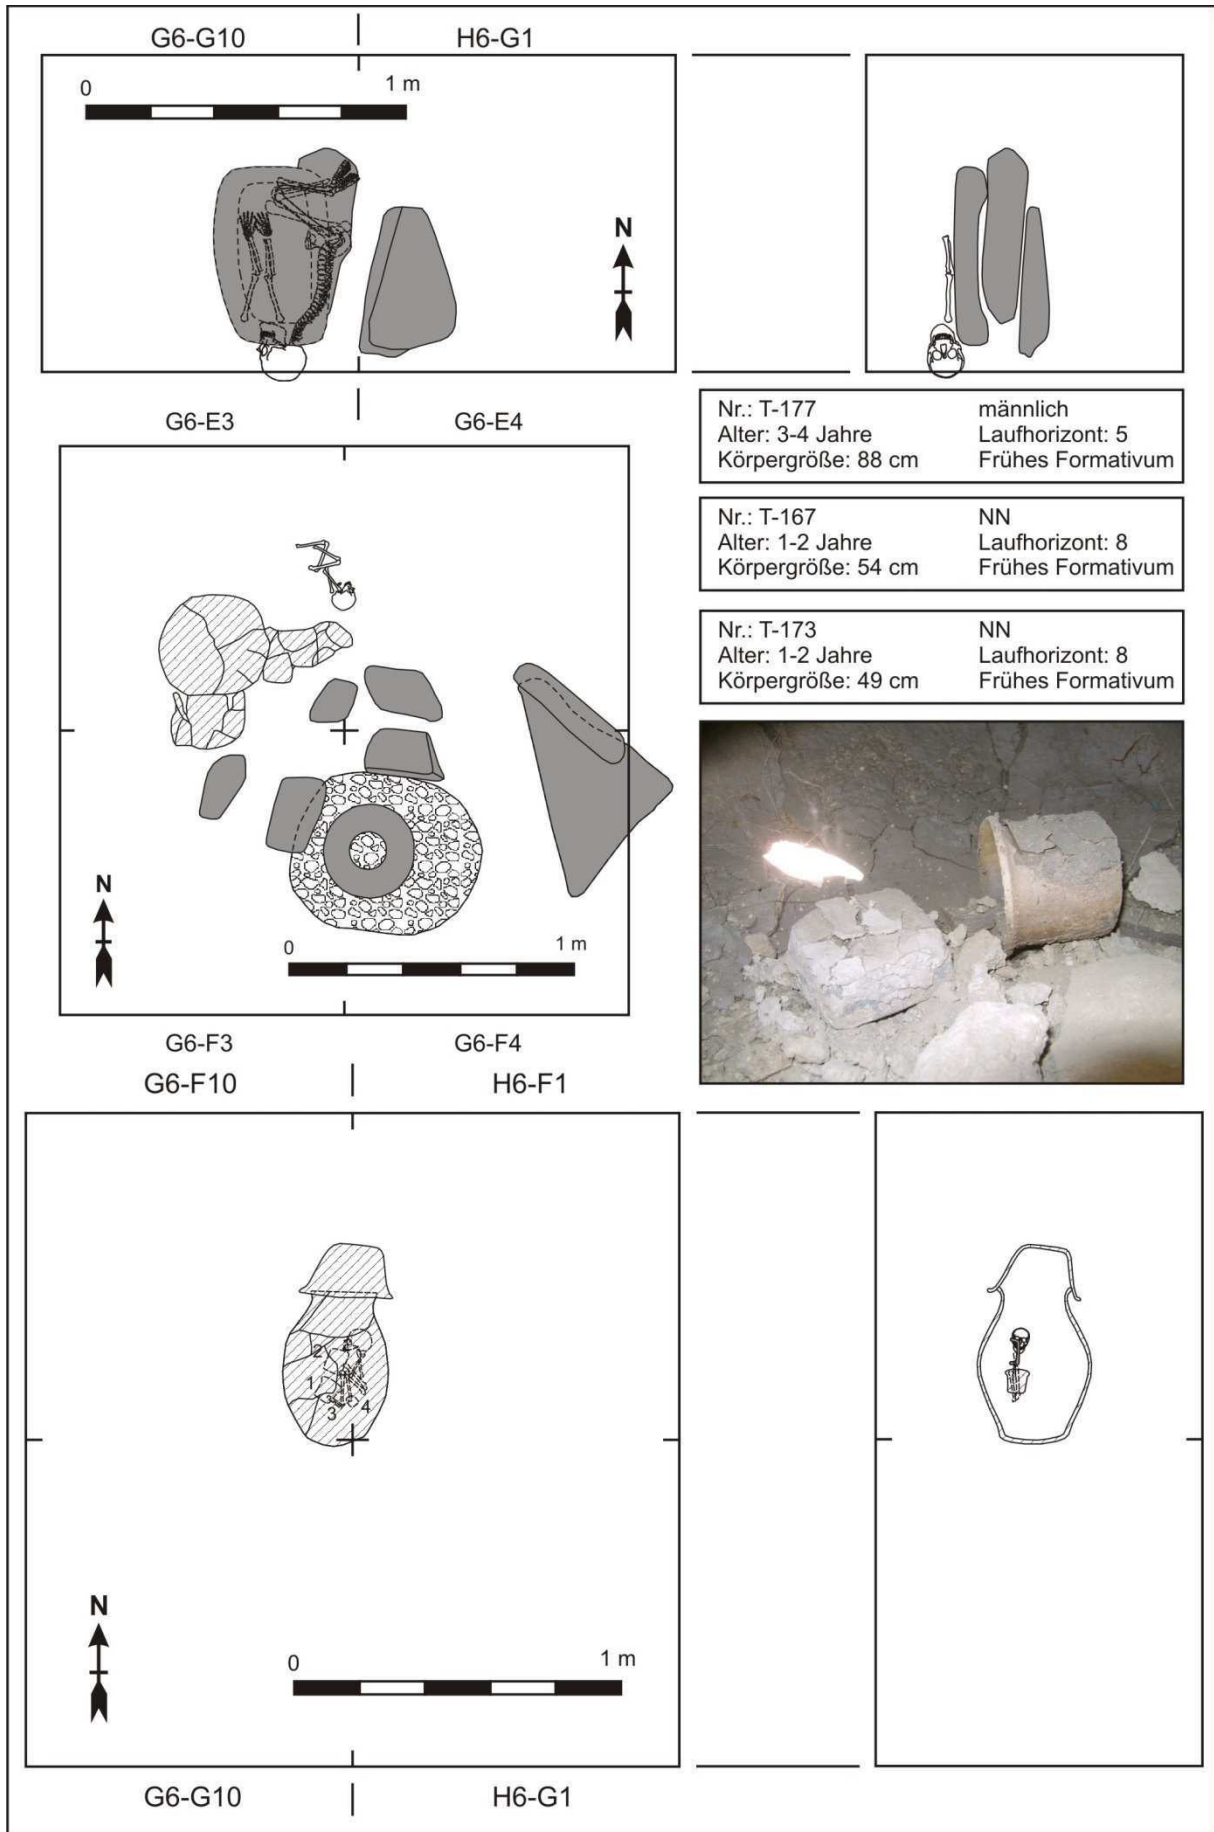 G6-G10 H6-G1
0 1 m
N
G6-E3 G6-E4
Nr.: T-177 männlich
Alter: 3-4 Jahre Laufhorizont: 5
Körpergröße: 88 cm Frühes Formativum
Nr.: T-167 NN
Alter: 1-2 Jahre Laufhorizont: 8
Körpergröße: 54 cm Frühes Formativum
Nr.: T-173 NN
Alter: 1-2 Jahre Laufhorizont: 8
Körpergröße: 49 cm Frühes Formativum
N
0 1 m
G6-F3 G6-F4
G6-F10 H6-F1
2
1
3 4
N
0 1 m
G6-G10 H6-G1